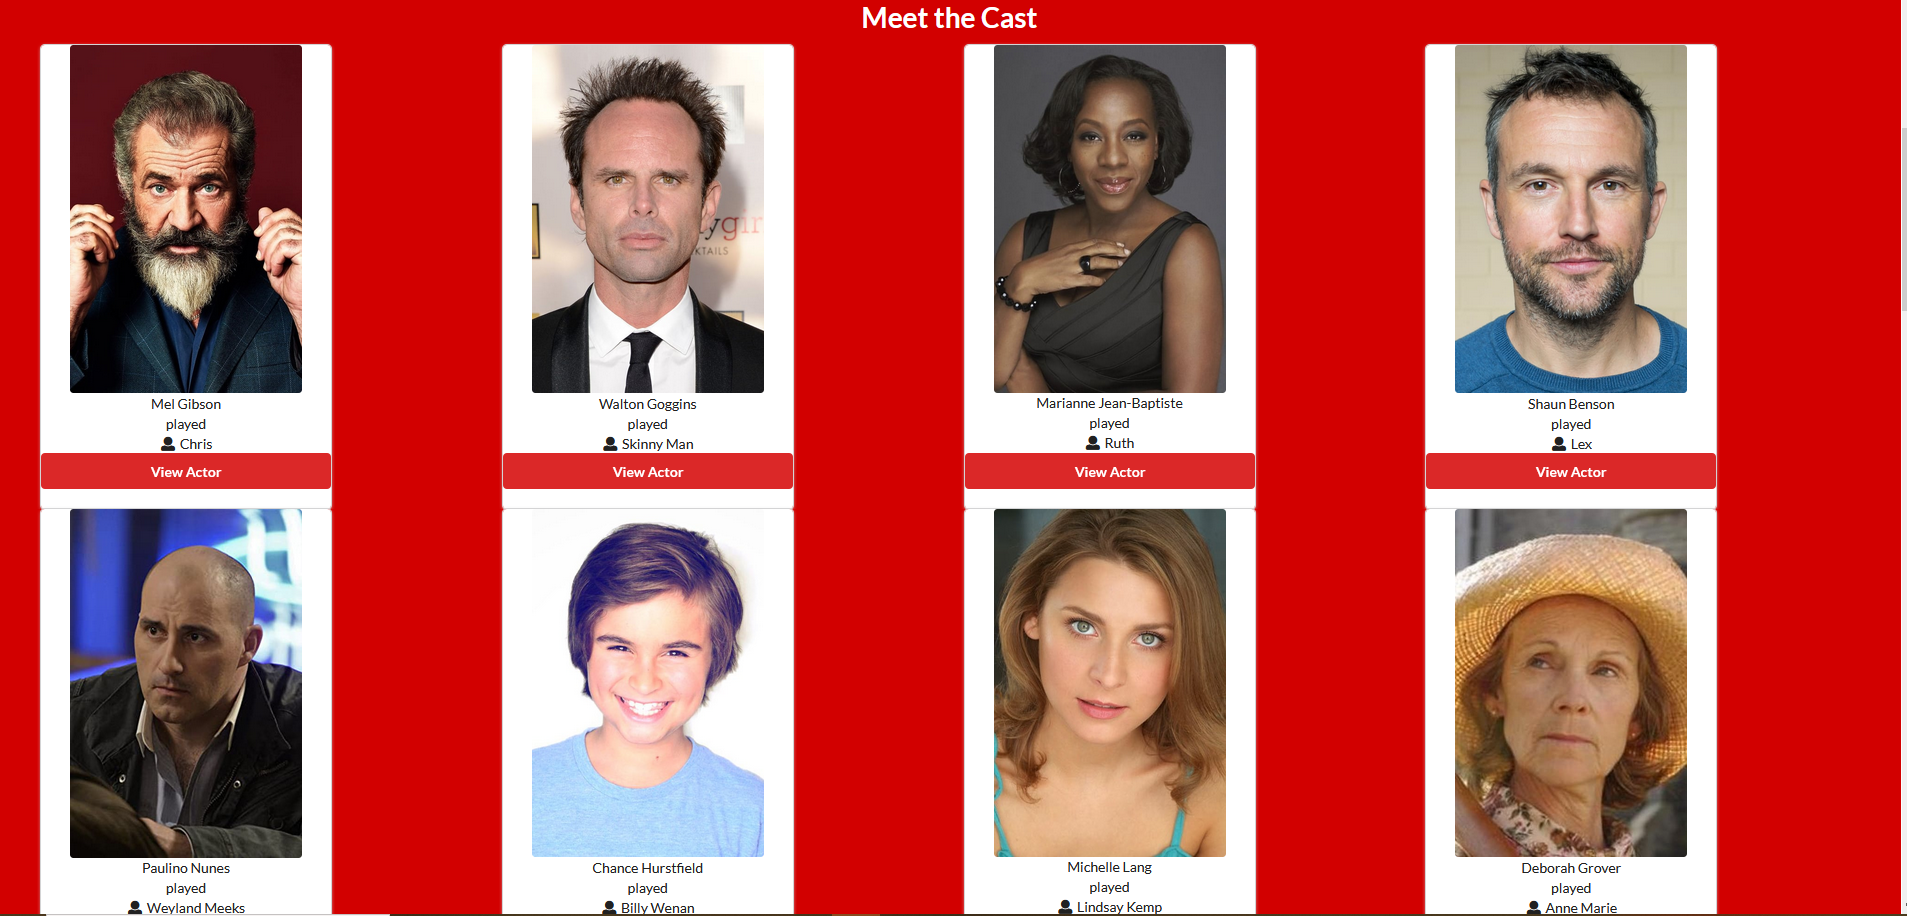 Meet the Cast
Mel Gibson
played
Chris
View Actor
Walton Goggins
played
Skinny Man
View Actor
Marianne Jean-Baptiste
played
Ruth
View Actor
Shaun Benson
played
Lex
View Actor
Paulino Nunes
played
Weyland Meeks
Chance Hurstfield
played
Billy Wenan
Michelle Lang
played
Lindsay Kemp
Deborah Grover
played
Anne Marie